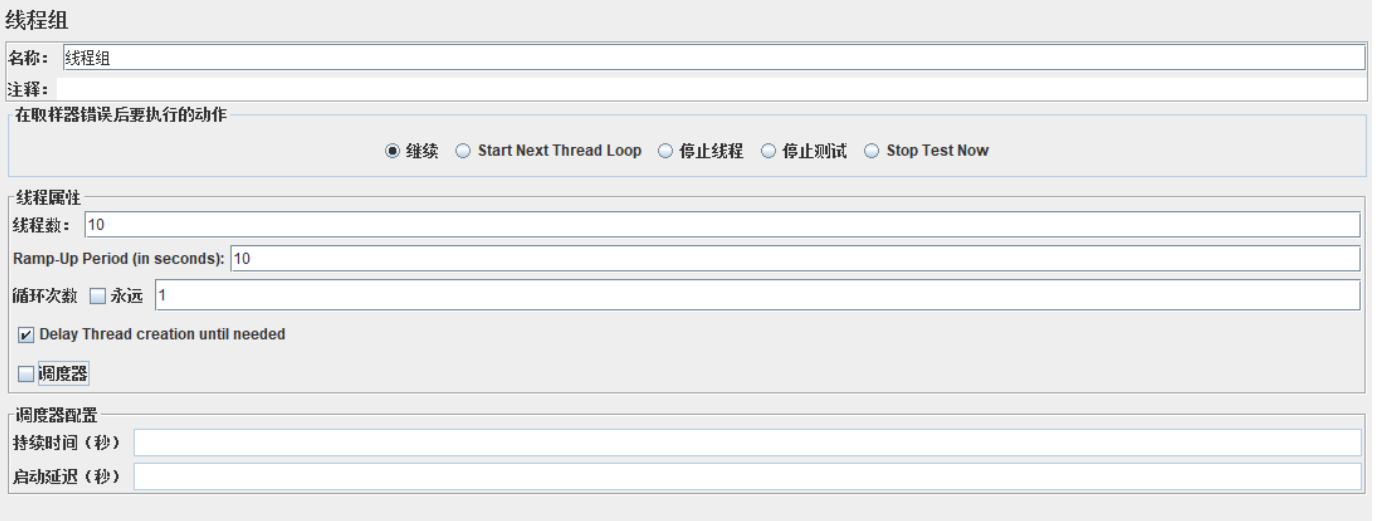 线程组
名称： 线程组
注释：
在取样器错误后要执行的动作
继续 Start Next Thread Loop 停止线程 停止测试 Stop Test Now
线程属性
线程数： 10
Ramp-Up Period (in seconds): 10
循环次数 永远 1
Delay Thread creation until needed
调度器
调度器配置
持续时间（秒）
启动延迟（秒）